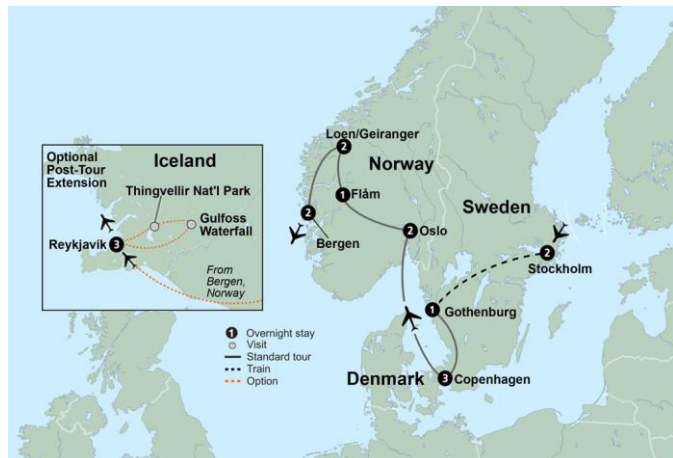 Optional
Post-Tour
Extension
Iceland
Thingvellir Nat'l Park
Gulfoss
Waterfall
Reykjavík
3
From
Bergen,
Norway
1 Overnight stay
Visit
Standard tour
Train
Option
Loen/Geiranger
2
Norway
1
Flåm
2
Bergen
2
Oslo
Sweden
2
Stockholm
1
Gothenburg
Denmark
3
Copenhagen